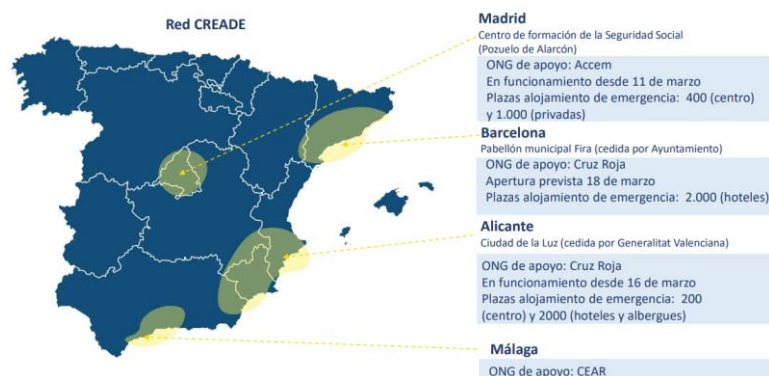 Red CREADE
Madrid
Centro de formación de la Seguridad Social
(Pozuelo de Alarcón)
ONG de apoyo: Accem
En funcionamiento desde 11 de marzo
Plazas alojamiento de emergencia: 400 (centro)
y 1.000 (privadas)
Barcelona
Pabellón municipal Fira (cedida por Ayuntamiento)
ONG de apoyo: Cruz Roja
Apertura prevista 18 de marzo
Plazas alojamiento de emergencia: 2.000 (hoteles)
Alicante
Ciudad de la Luz (cedida por Generalitat Valenciana)
ONG de apoyo: Cruz Roja
En funcionamiento desde 16 de marzo
Plazas alojamiento de emergencia: 200
(centro) y 2000 (hoteles y albergues)
Málaga
ONG de apoyo: CEAR